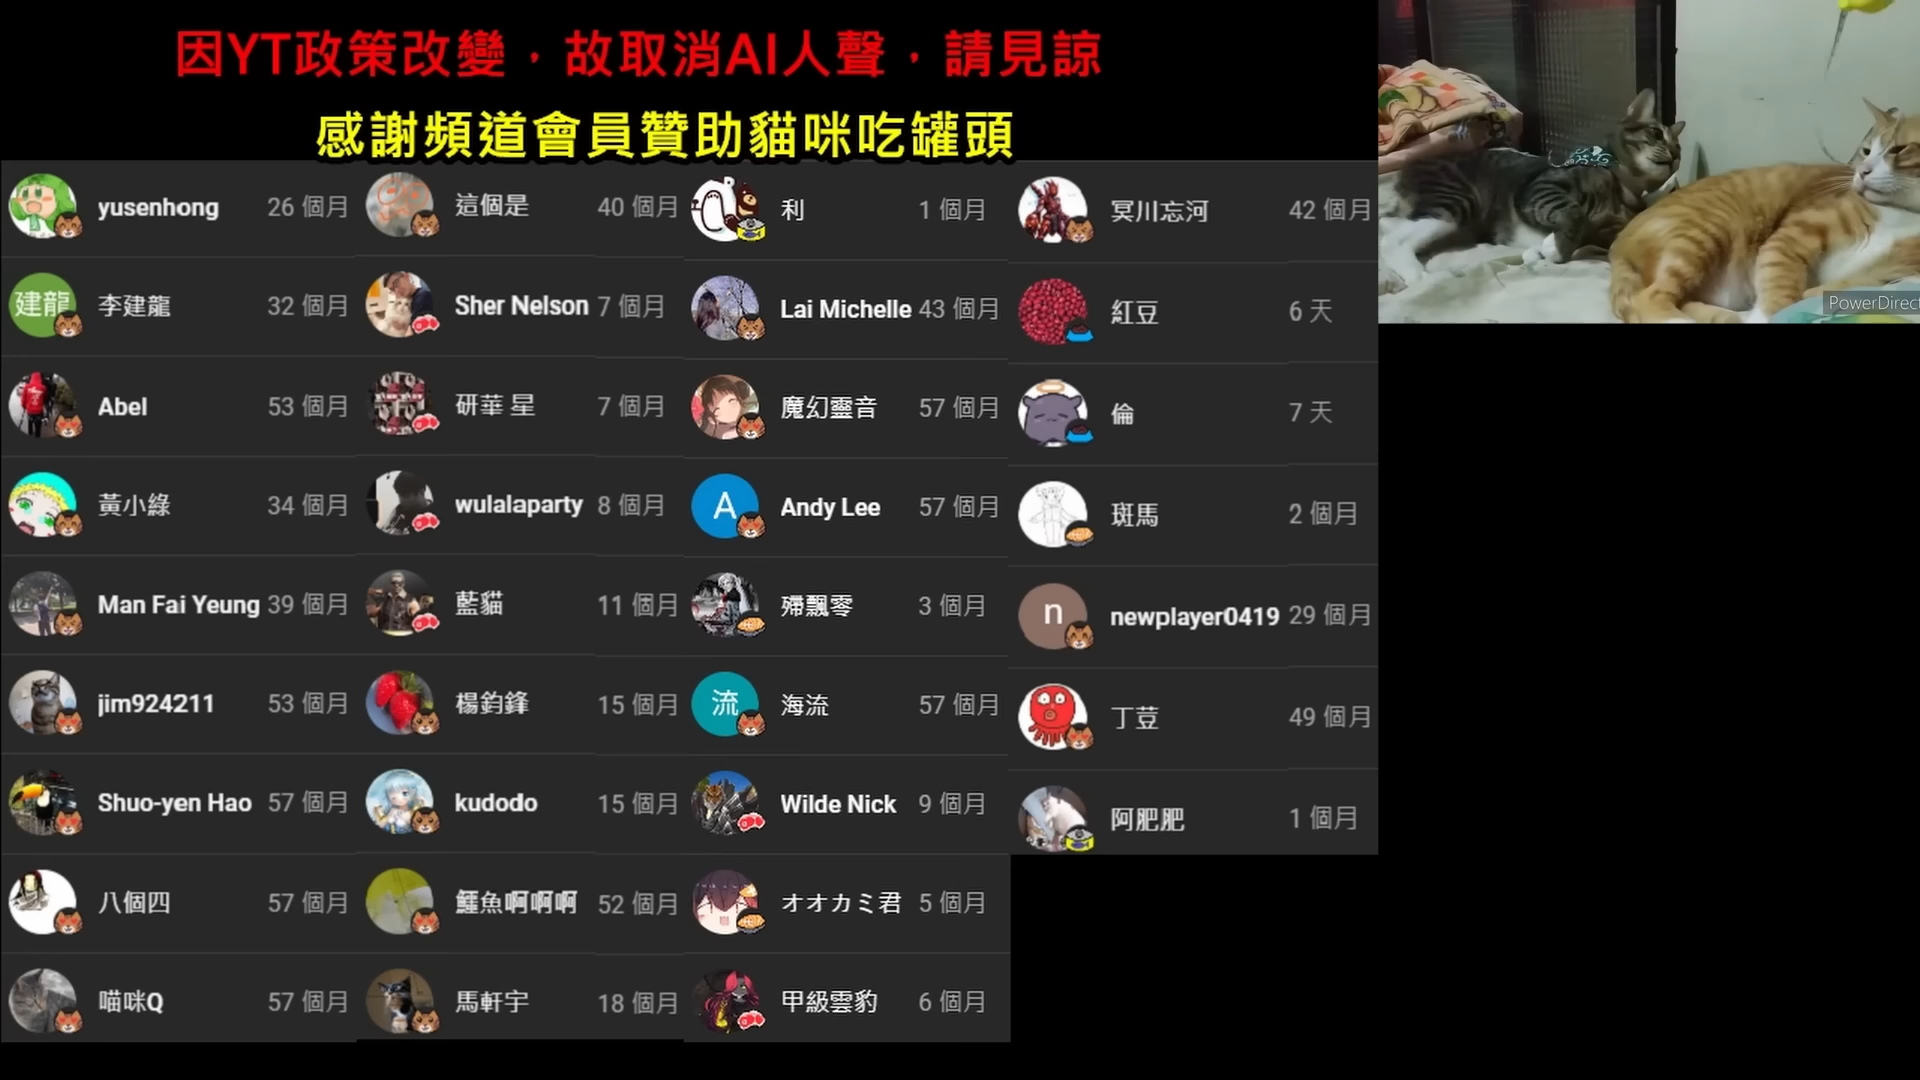 因YT政策改變，故取消AI人聲，請見諒
感謝頻道會員贊助貓咪吃罐頭
yusenhong 26 個月
建龍 李建龍 32 個月
Abel 53 個月
黃小綠 34 個月
Man Fai Yeung 39 個月
jim924211 53 個月
Shuo-yen Hao 57 個月
八個四 57 個月
喵咪Q 57 個月
這個是 40 個月
Sher Nelson 7 個月
研華 星 7 個月
wulalaparty 8 個月
藍貓 11 個月
楊鈞鋒 15 個月
kudodo 15 個月
鱷魚啊啊啊 52 個月
馬軒宇 18 個月
利 1 個月
Lai Michelle 43 個月
魔幻靈音 57 個月
A Andy Lee 57 個月
殢飄零 3 個月
流 海流 57 個月
Wilde Nick 9 個月
オオカミ君 5 個月
甲級雲豹 6 個月
冥川忘河 42 個月
紅豆 6 天
倫 7 天
斑馬 2 個月
n newplayer0419 29 個月
丁荳 49 個月
阿肥肥 1 個月
PowerDirect